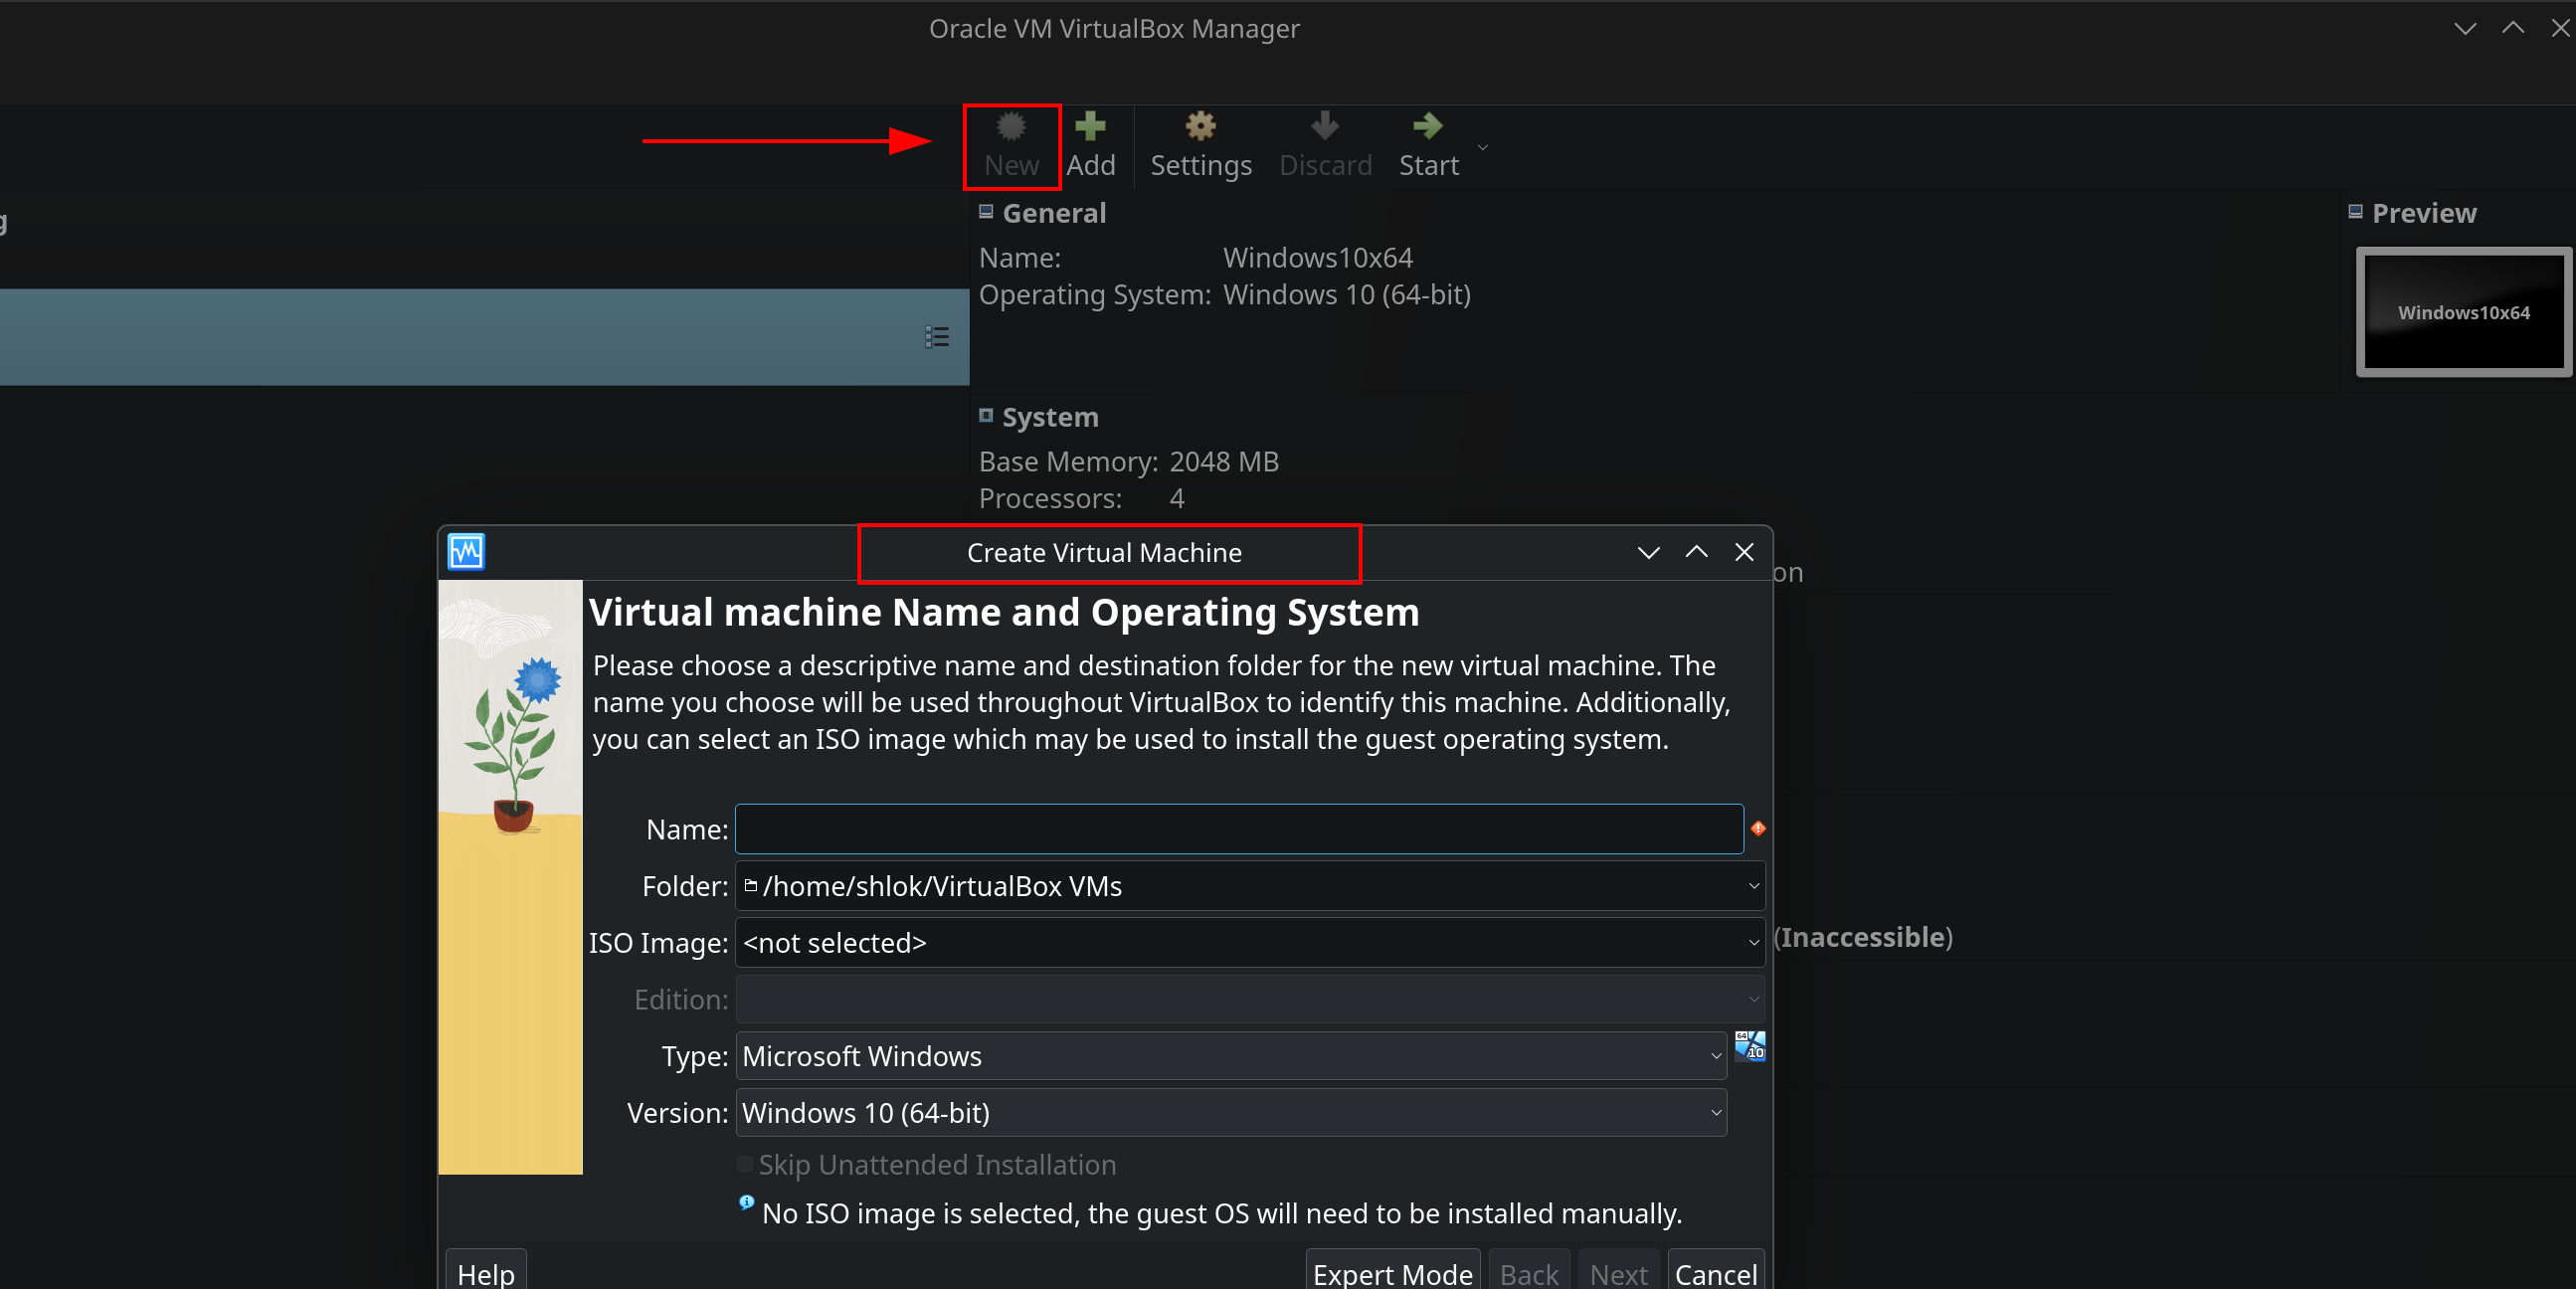 Oracle VM VirtualBox Manager
New Add Settings Discard Start
General
Preview
Name: Windows10x64
Operating System: Windows 10 (64-bit)
Windows10x64
System
Base Memory: 2048 MB
Processors: 4
Create Virtual Machine
on
Virtual machine Name and Operating System
Please choose a descriptive name and destination folder for the new virtual machine. The
name you choose will be used throughout VirtualBox to identify this machine. Additionally,
you can select an ISO image which may be used to install the guest operating system.
Name:
Folder: /home/shlok/VirtualBox VMs
ISO Image: <not selected>
(Inaccessible)
Edition:
Type: Microsoft Windows
64 10
Version: Windows 10 (64-bit)
Skip Unattended Installation
No ISO image is selected, the guest OS will need to be installed manually.
Help Expert Mode Back Next Cancel